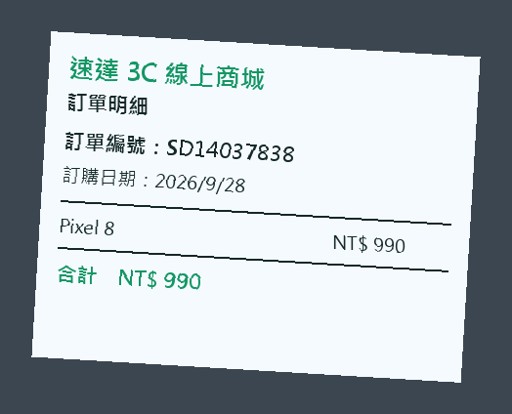 速達 3C 線上商城
訂單明細
訂單編號：SD14037838
訂購日期：2026/9/28
Pixel 8 NT$ 990
合計 NT$ 990